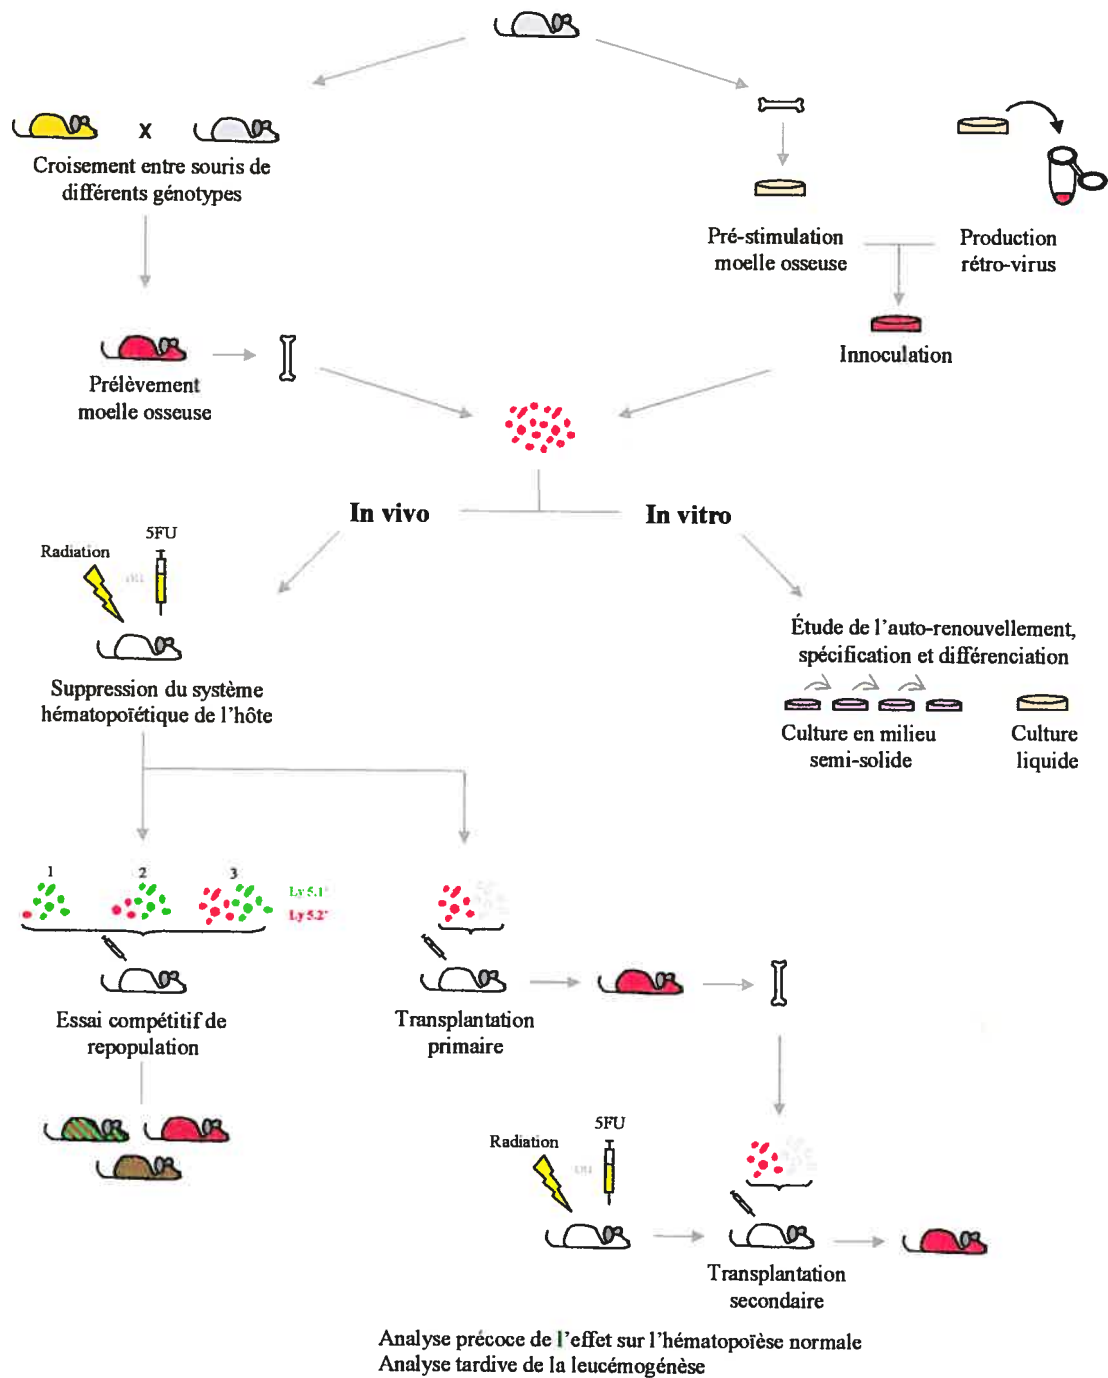 X
Croisement entre souris de
différents génotypes
Pré-stimulation
moelle osseuse
Production
rétro-virus
Innoculation
Prélèvement
moelle osseuse
In vivo
In vitro
Radiation
ou
5FU
Suppression du système
hématopoïétique de l'hôte
Étude de l'auto-renouvellement,
spécification et différenciation
Culture en milieu
semi-solide
Culture
liquide
1
2
3
Ly 5.1+
Ly 5.2+
Essai compétitif de
repopulation
Transplantation
primaire
Radiation
ou
5FU
Transplantation
secondaire
Analyse précoce de l'effet sur l'hématopoïèse normale
Analyse tardive de la leucémogénèse